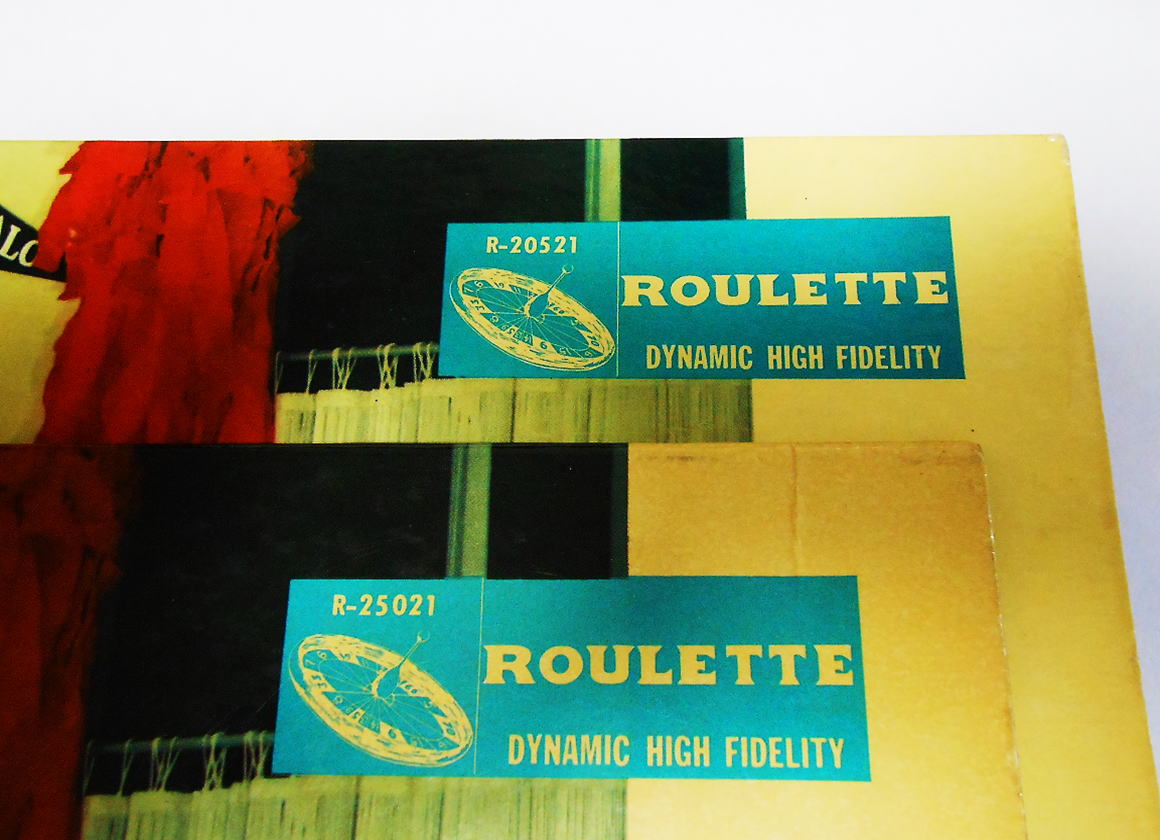 R-20521
ROULETTE
DYNAMIC HIGH FIDELITY
R-25021
ROULETTE
DYNAMIC HIGH FIDELITY